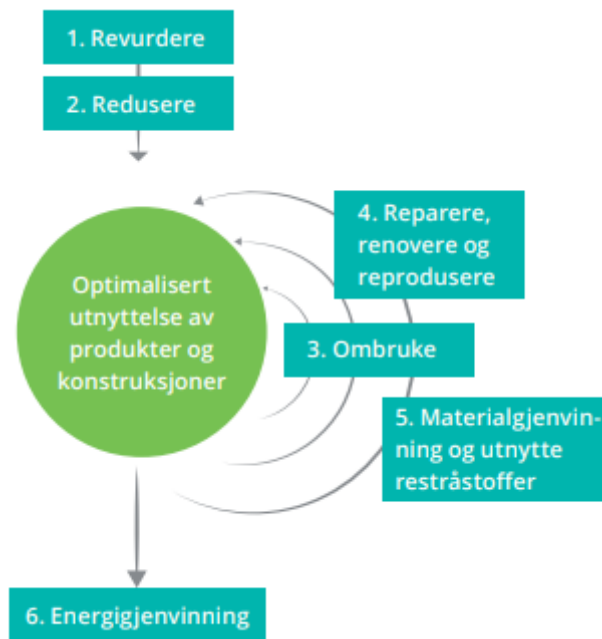 1. Revurdere
2. Redusere
Optimalisert
utnyttelse av
produkter og
konstruksjoner
4. Reparere,
renovere og
reprodusere
3. Ombruke
5. Materialgjenvin-
ning og utnytte
restråstoffer
6. Energigjenvinning